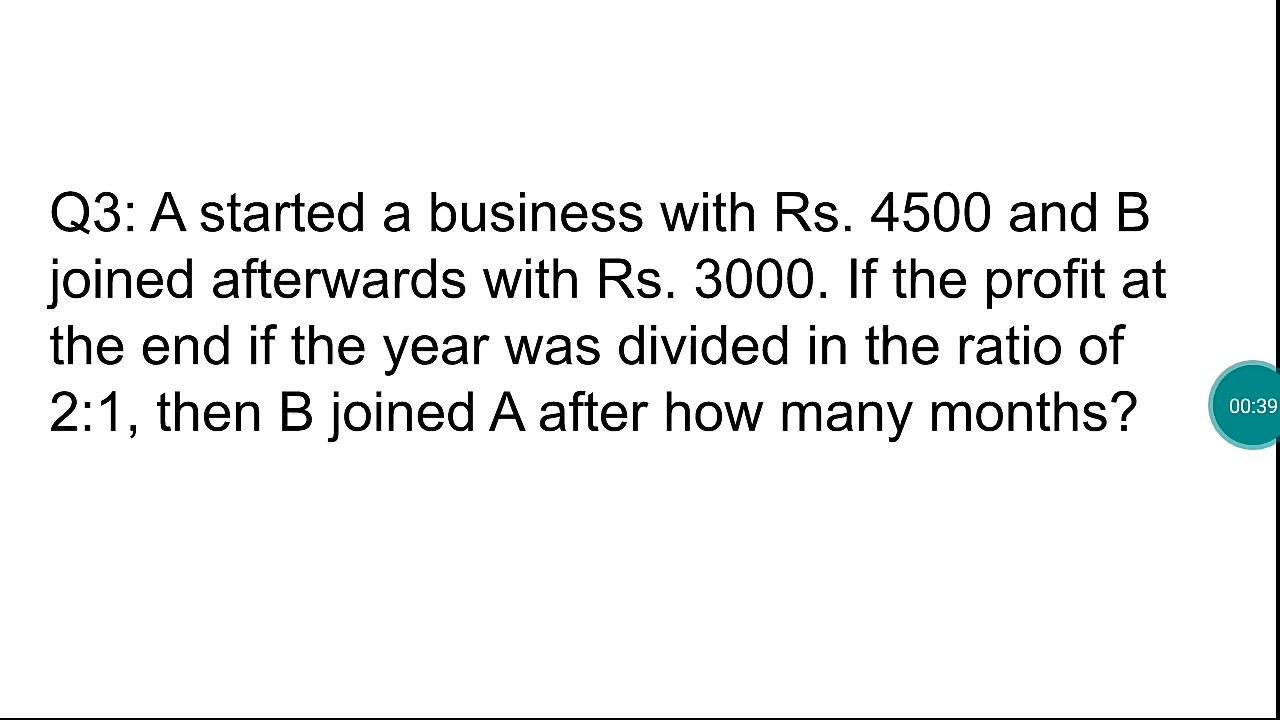 Q3: A started a business with Rs. 4500 and B
joined afterwards with Rs. 3000. If the profit at
the end if the year was divided in the ratio of
2:1, then B joined A after how many months?
00:39